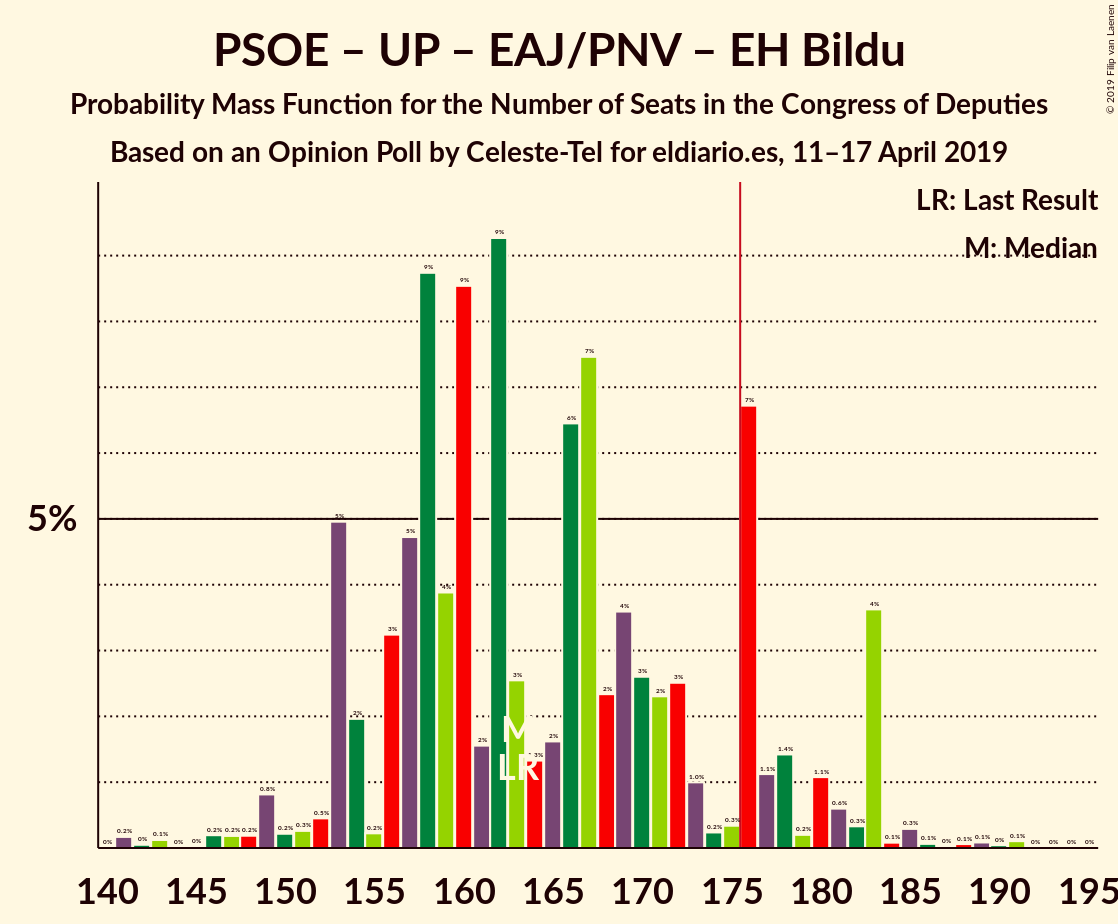 PSOE – UP – EAJ/PNV – EH Bildu
Probability Mass Function for the Number of Seats in the Congress of Deputies
Based on an Opinion Poll by Celeste-Tel for eldiario.es, 11–17 April 2019
© 2019 Filip van Laenen
LR: Last Result
M: Median
5%
0% 0.2% 0% 0.1% 0% 0% 0.2% 0.2% 0.2% 0.8% 0.2% 0.3% 0.5% 5% 2% 0.2% 3% 5% 9% 4% 9% 2% 9% 3% 1.3% 2% 6% 7% 2% 4% 3% 2% 3% 1.0% 0.2% 0.3% 7% 1.1% 1.4% 0.2% 1.1% 0.6% 0.3% 4% 0.1% 0.3% 0.1% 0% 0.1% 0.1% 0% 0.1% 0% 0% 0% 0%
M
LR
140 145 150 155 160 165 170 175 180 185 190 195